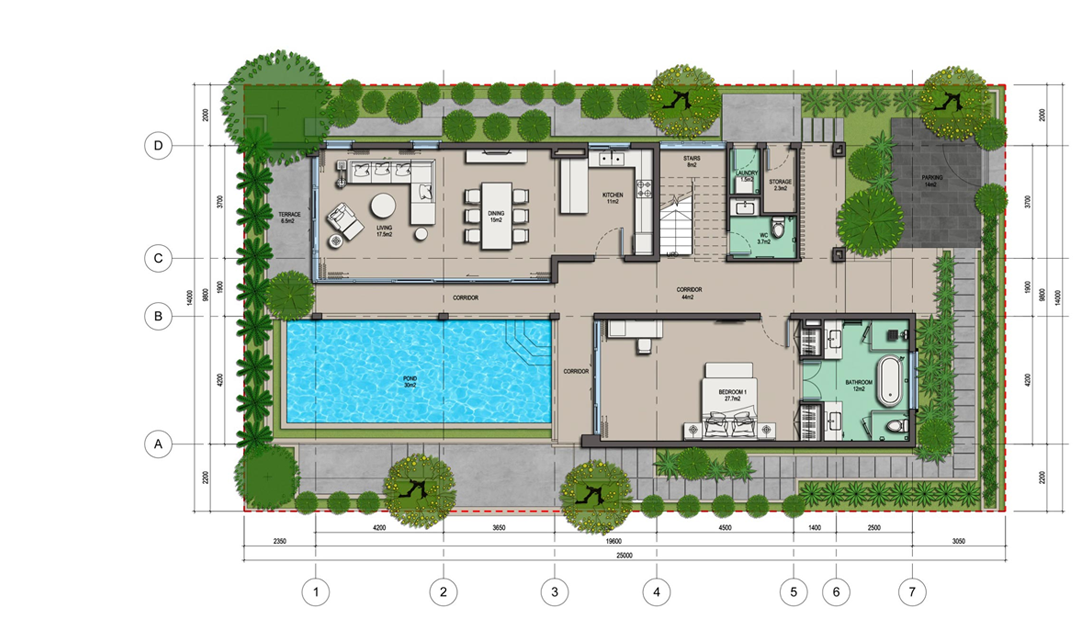 D
C
B
A
2000
3700
1900
4200
2200
9800
14000
TERRACE
6.5m2
LIVING
17.5m2
DINING
15m2
KITCHEN
11m2
STAIRS
8m2
LAUNDRY
1.5m2
STORAGE
2.3m2
WC
3.7m2
PARKING
14m2
CORRIDOR
CORRIDOR
44m2
POND
30m2
CORRIDOR
BEDROOM 1
27.7m2
BATHROOM
12m2
2000
3700
1900
4200
2200
9800
14000
4200
3650
4500
1400
2500
2350
19600
3050
25000
1
2
3
4
5
6
7